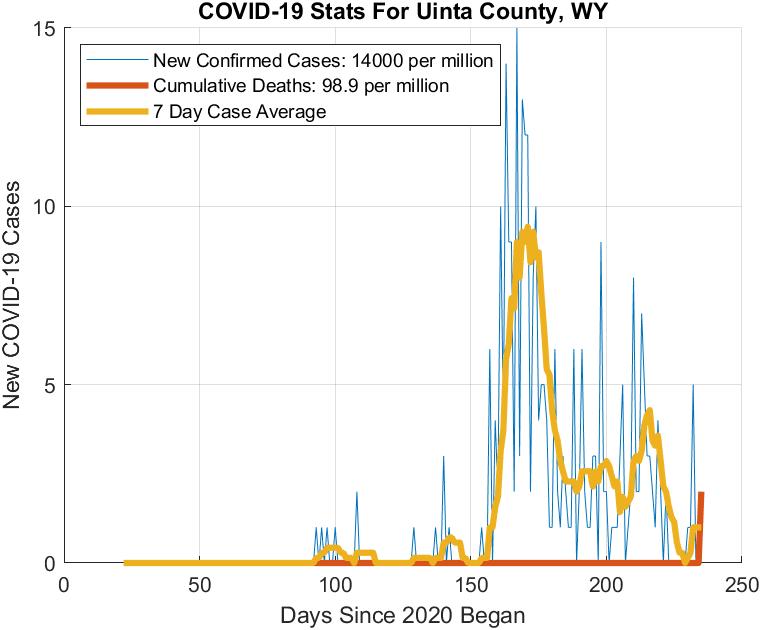 COVID-19 Stats For Uinta County, WY
New Confirmed Cases: 14000 per million
Cumulative Deaths: 98.9 per million
7 Day Case Average
New COVID-19 Cases
15
10
5
0
0 50 100 150 200 250
Days Since 2020 Began